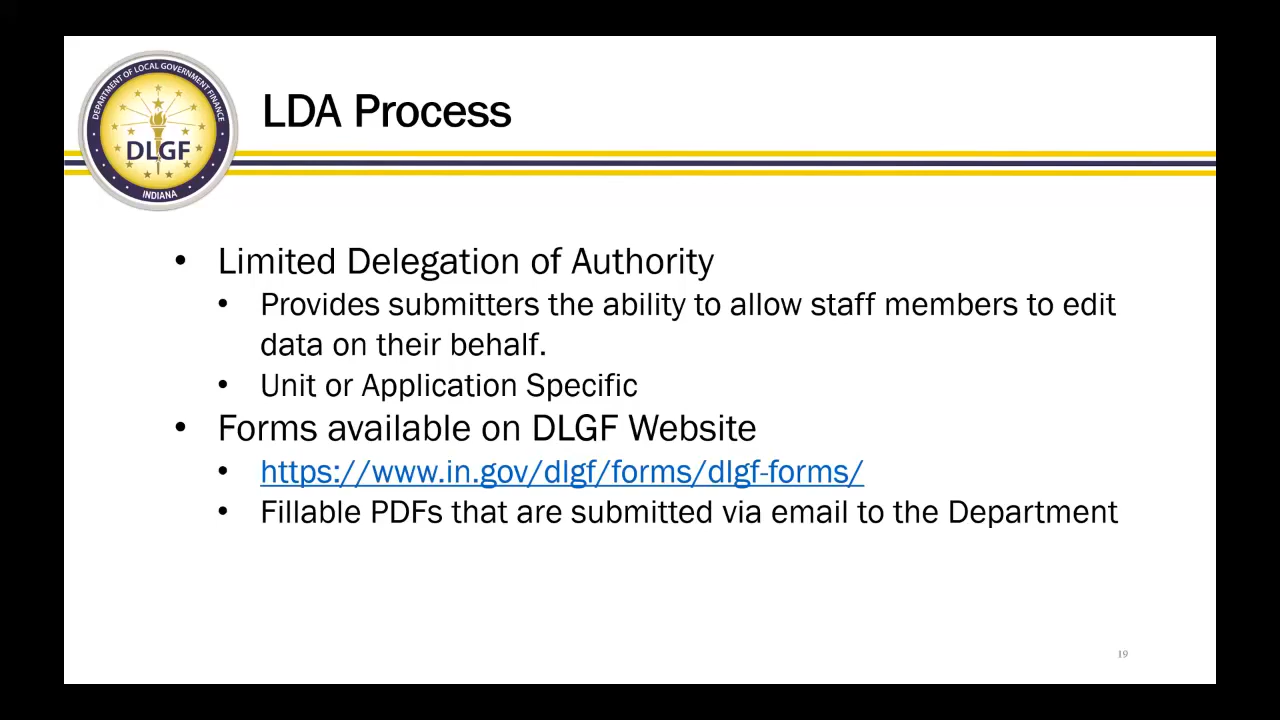 DEPARTMENT OF LOCAL GOVERNMENT FINANCE
DLGF
INDIANA
LDA Process
• Limited Delegation of Authority
• Provides submitters the ability to allow staff members to edit
data on their behalf.
• Unit or Application Specific
• Forms available on DLGF Website
• https://www.in.gov/dlgf/forms/dlgf-forms/
• Fillable PDFs that are submitted via email to the Department
19